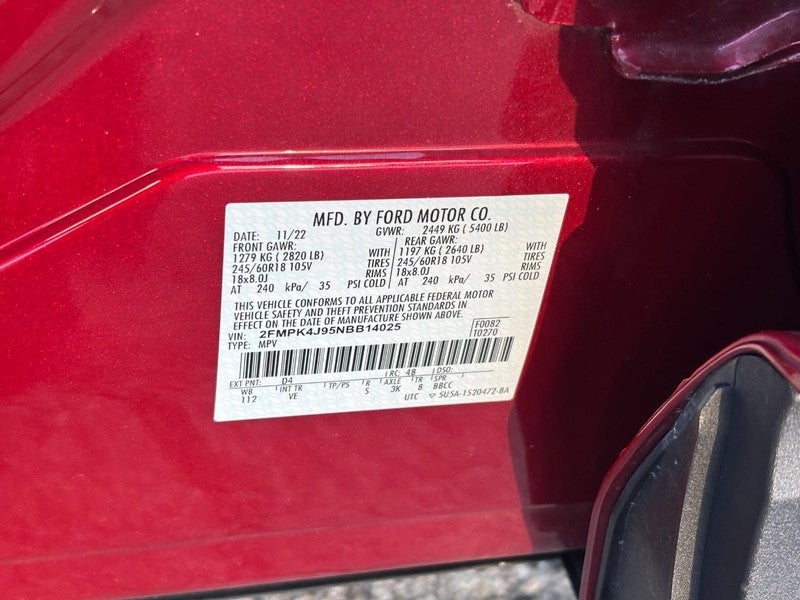 MFD. BY FORD MOTOR CO.
DATE: 11/22 GVWR: 2449 KG ( 5400 LB)
FRONT GAWR: REAR GAWR:
1279 KG ( 2820 LB) WITH 1197 KG ( 2640 LB) WITH
245/60R18 105V TIRES 245/60R18 105V TIRES
18x8.0J RIMS 18x8.0J RIMS
AT 240 kPa/ 35 PSI COLD AT 240 kPa/ 35 PSI COLD
THIS VEHICLE CONFORMS TO ALL APPLICABLE FEDERAL MOTOR
VEHICLE SAFETY AND THEFT PREVENTION STANDARDS IN
EFFECT ON THE DATE OF MANUFACTURE SHOWN ABOVE.
VIN: 2FMPK4J95NBB14025 F0082
TYPE: MPV T0270
EXT PNT: D4 RC: 48 DSO:
WB INT TR TP/PS R AXLE TR SPR
112 VE S 3K 8 BBCC
UTC ▽ 5U5A-1520472-BA